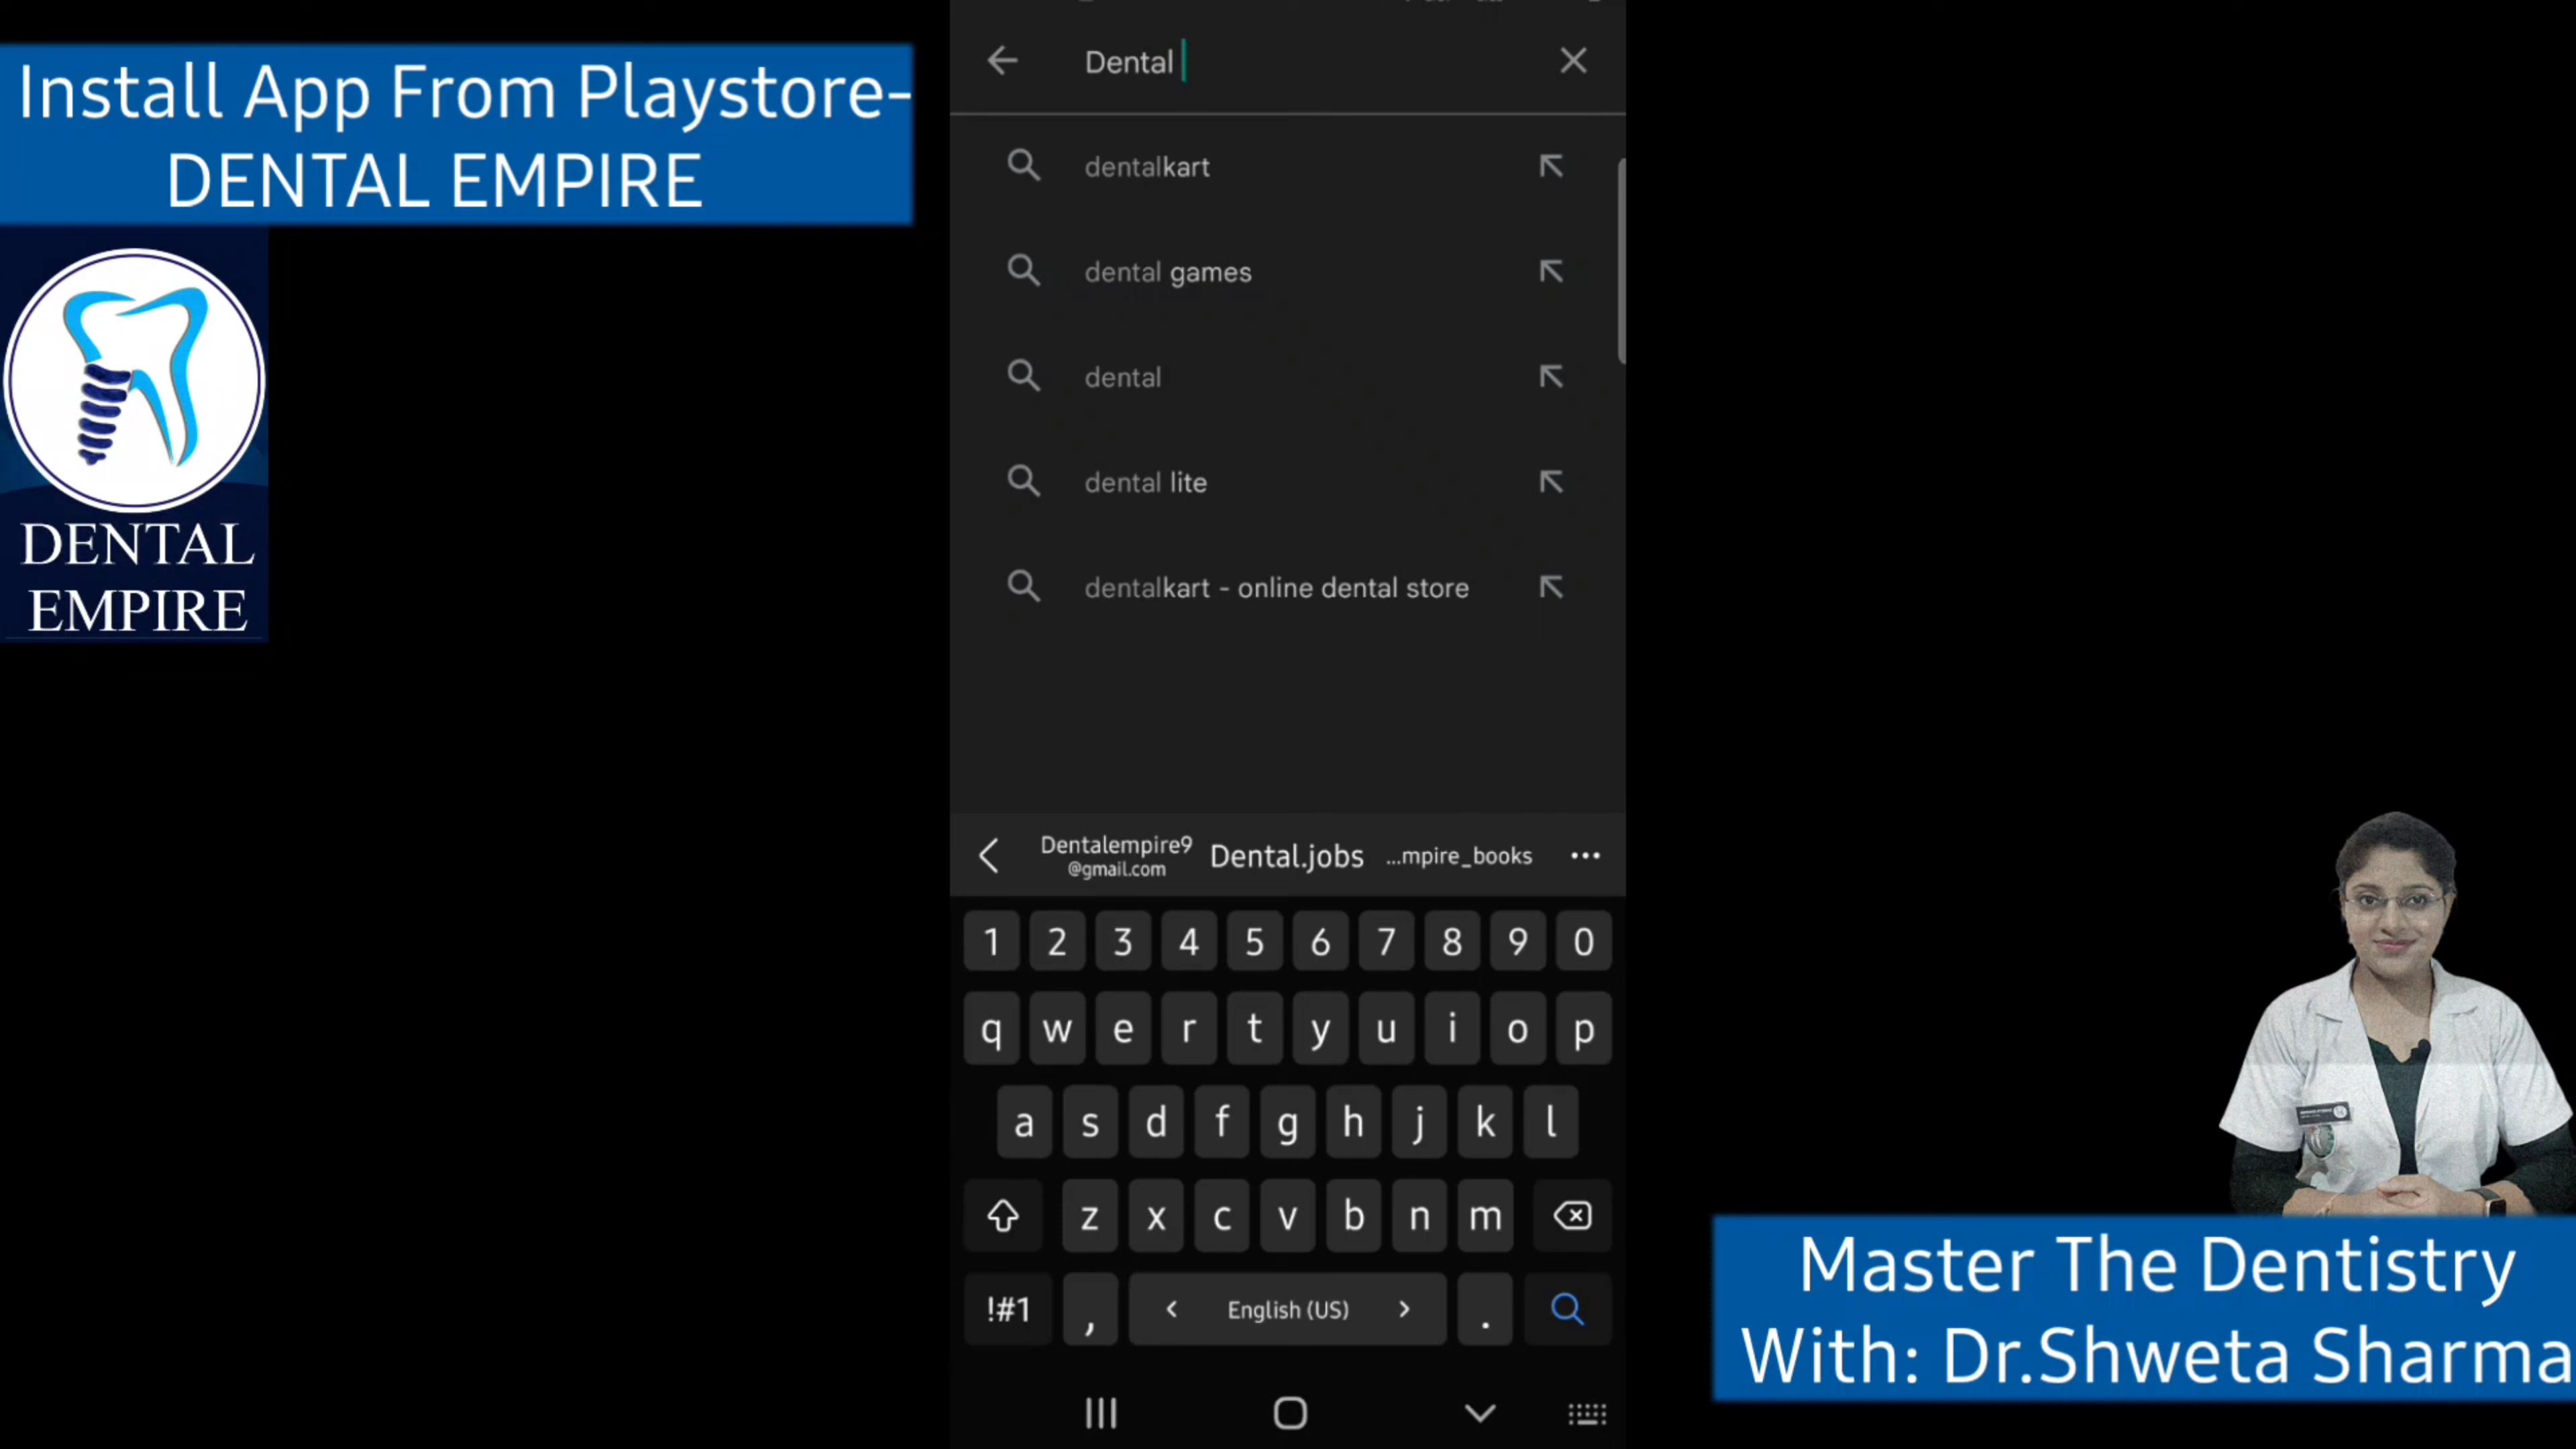 Install App From Playstore-
DENTAL EMPIRE
DENTAL
EMPIRE
Dental
dentalkart
dental games
dental
dental lite
dentalkart - online dental store
Dentalempire9
@gmail.com
Dental.jobs
...mpire_books
1 2 3 4 5 6 7 8 9 0
q w e r t y u i o p
a s d f g h j k l
z x c v b n m
!#1 , < English (US) > .
Master The Dentistry
With: Dr.Shweta Sharma